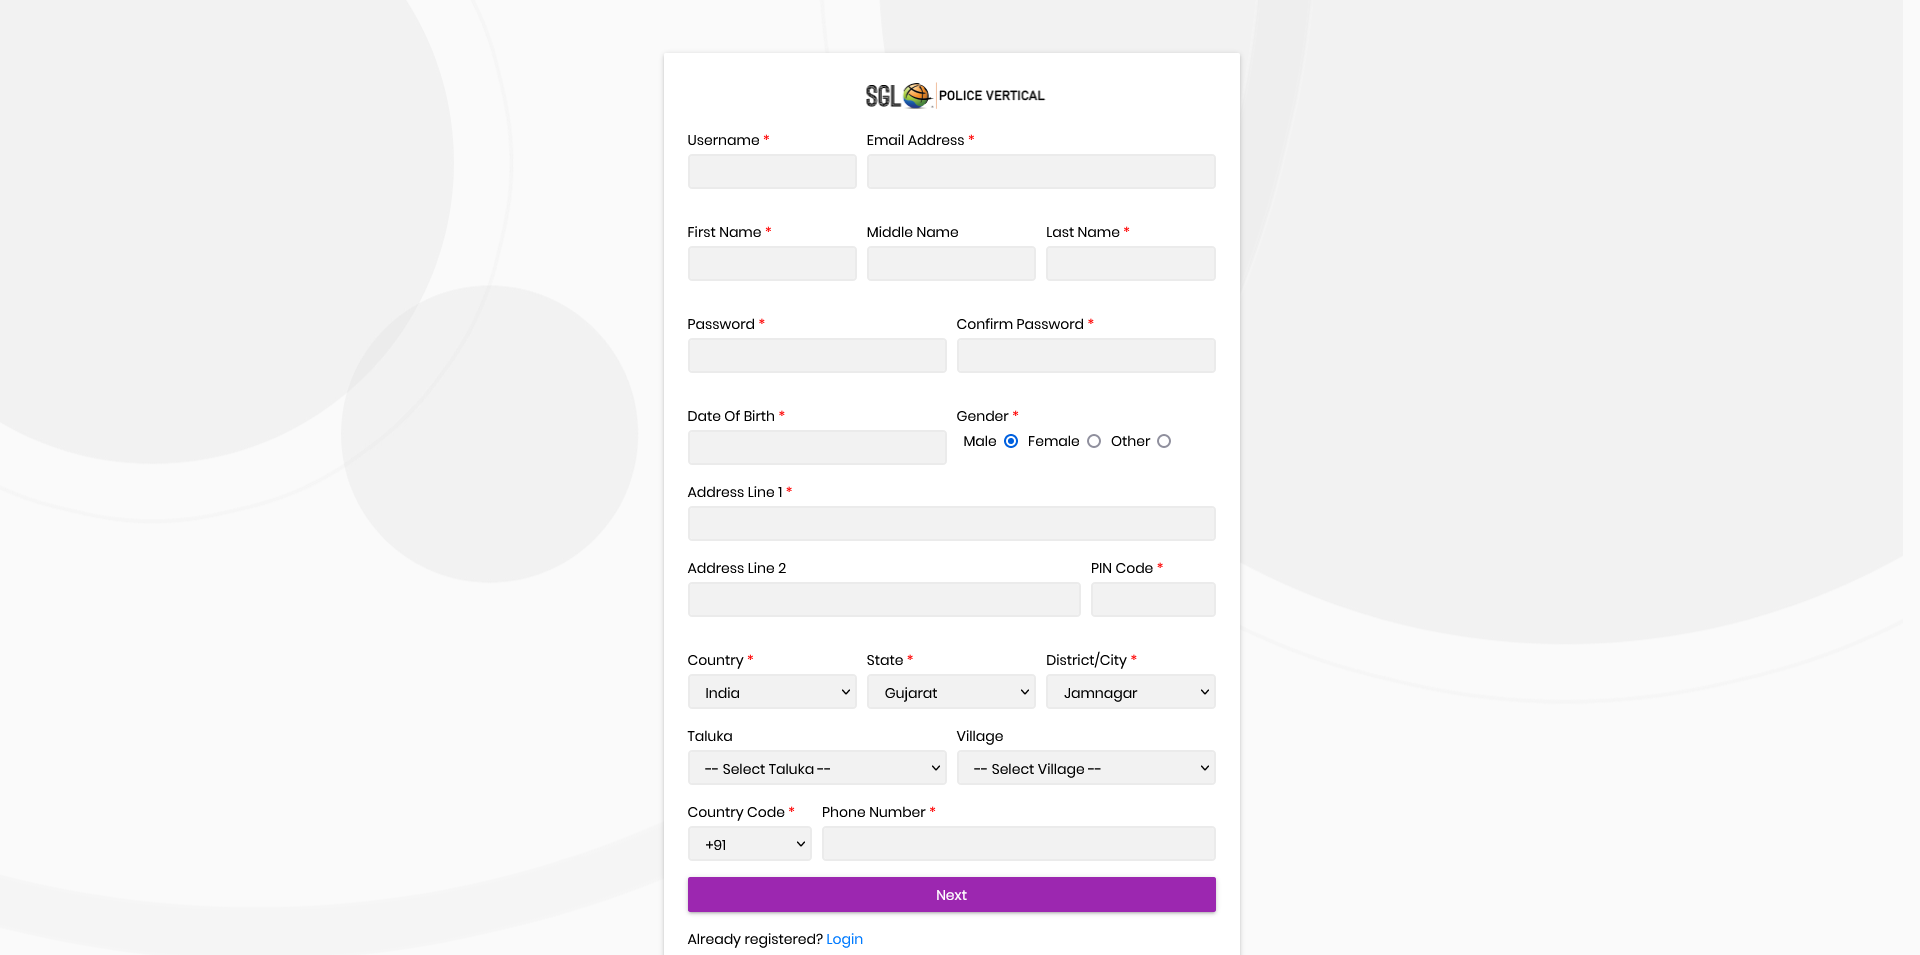 SGL POLICE VERTICAL
Username * Email Address *
First Name * Middle Name Last Name *
Password * Confirm Password *
Date Of Birth * Gender *
Male Female Other
Address Line 1 *
Address Line 2 PIN Code *
Country * State * District/City *
India Gujarat Jamnagar
Taluka Village
-- Select Taluka -- -- Select Village --
Country Code * Phone Number *
+91
Next
Already registered? Login